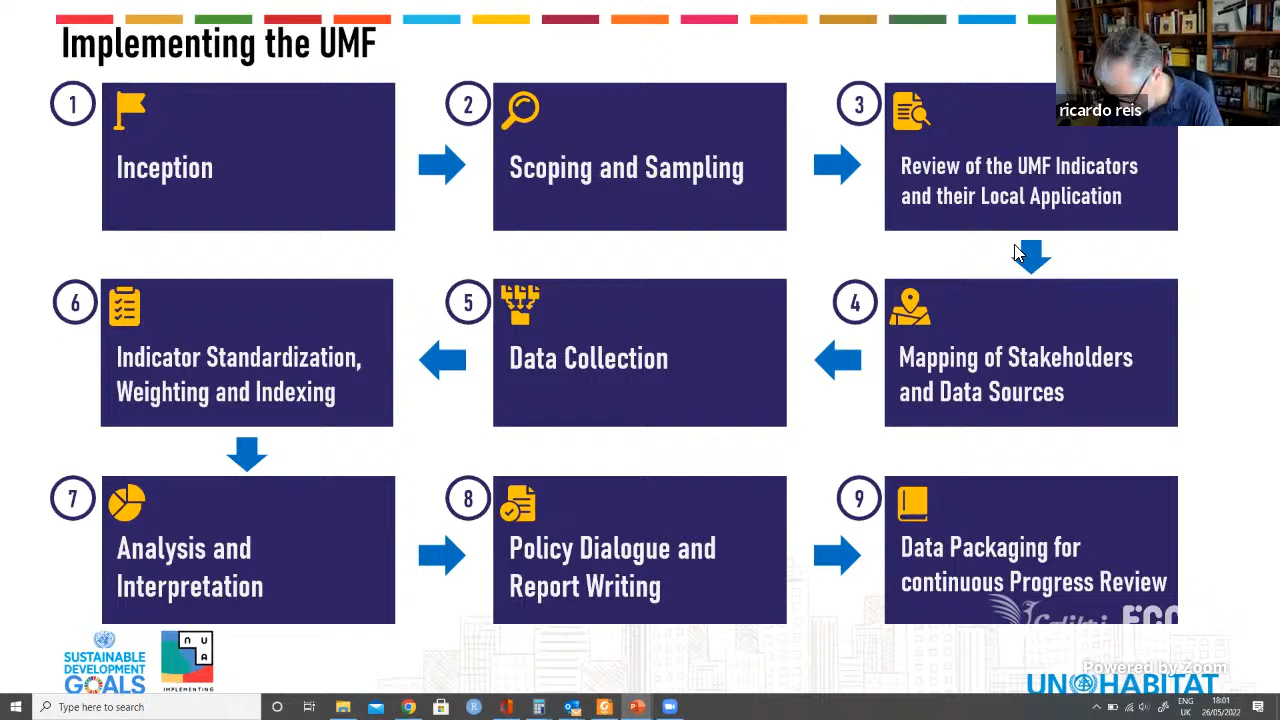 Implementing the UMF
ricardo reis
1
Inception
2
Scoping and Sampling
3
Review of the UMF Indicators
and their Local Application
6
Indicator Standardization,
Weighting and Indexing
5
Data Collection
4
Mapping of Stakeholders
and Data Sources
7
Analysis and
Interpretation
8
Policy Dialogue and
Report Writing
9
Data Packaging for
continuous Progress Review
SUSTAINABLE
DEVELOPMENT
GOALS
N U
A
IMPLEMENTING
Powered by Zoom
UN HABITAT
Type here to search
ENG
UK
18:01
26/05/2022